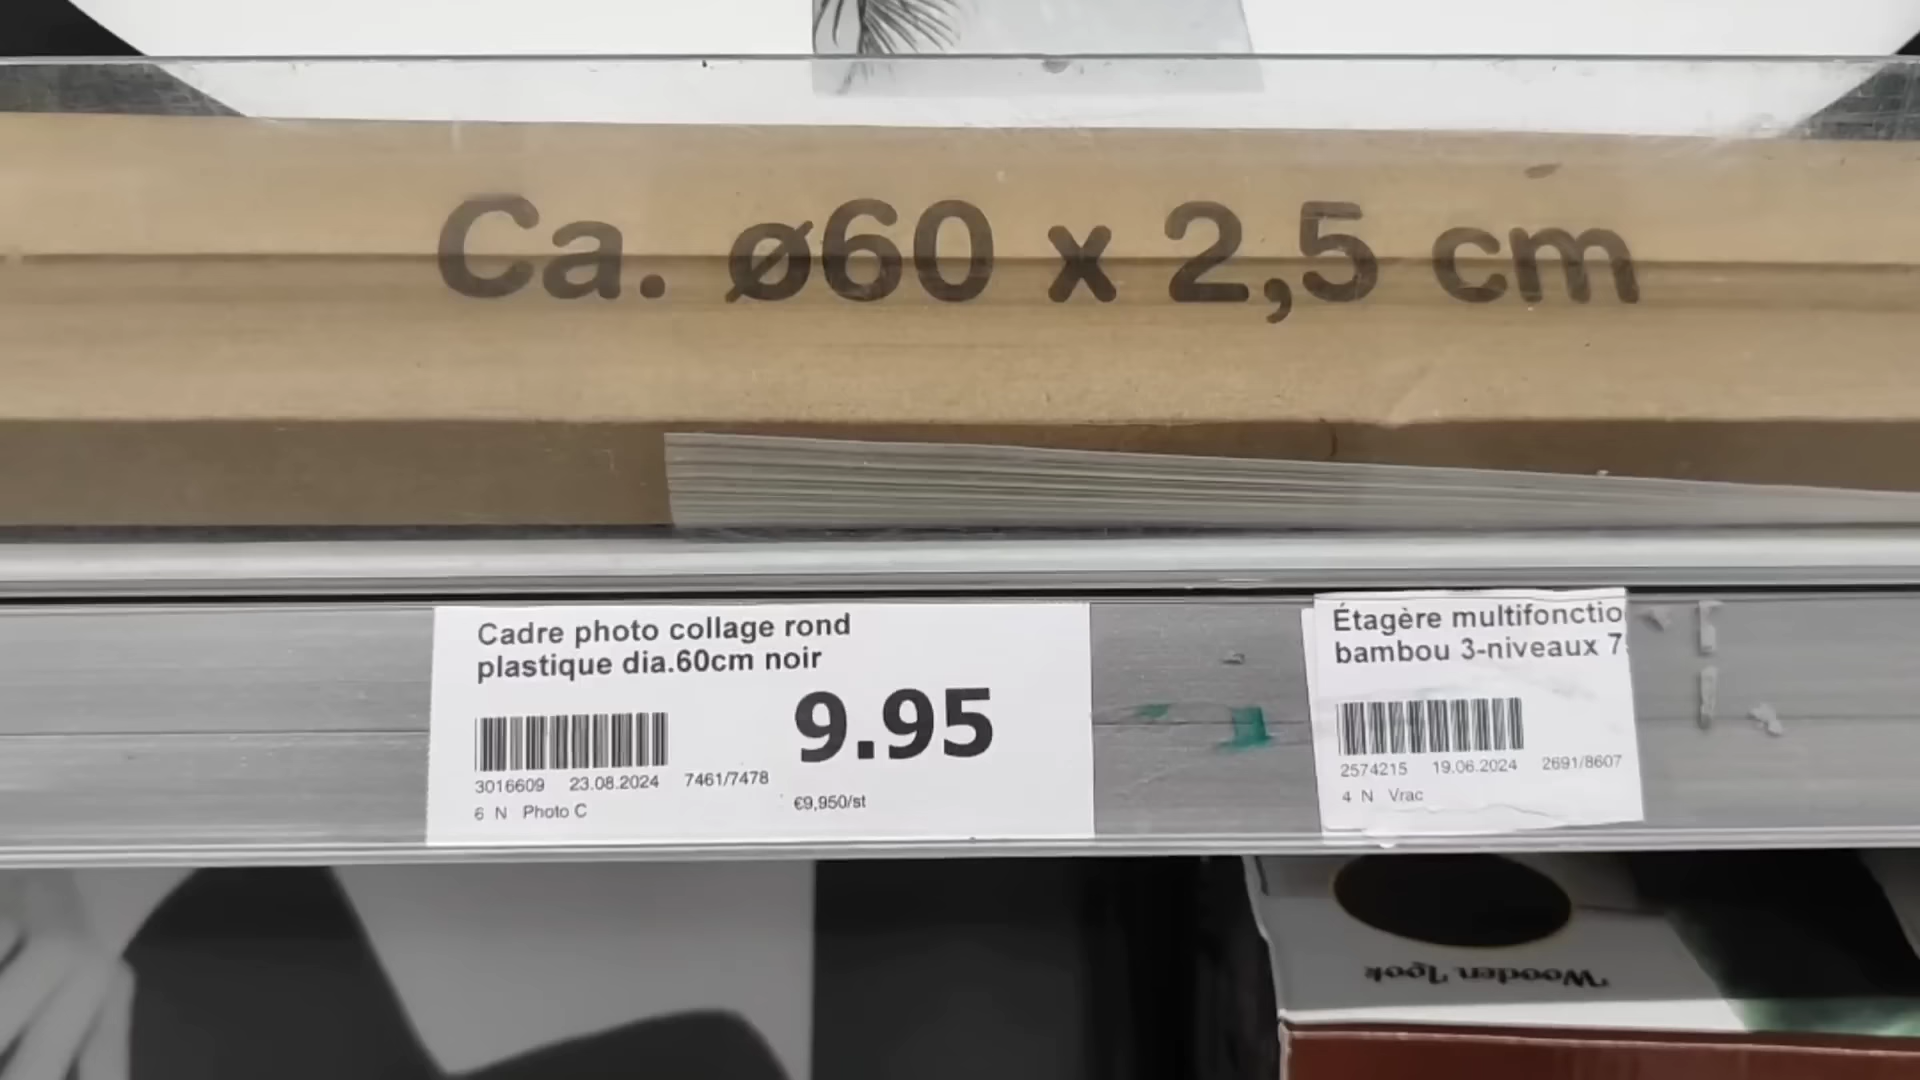 Ca. ø60 x 2,5 cm
Cadre photo collage rond
plastique dia.60cm noir
9.95
3016609 23.08.2024 7461/7478
6 N Photo C
€9,950/st
Étagère multifonctio
bambou 3-niveaux 7
2574215 19.06.2024 2691/8607
4 N Vrac
Wooden Look